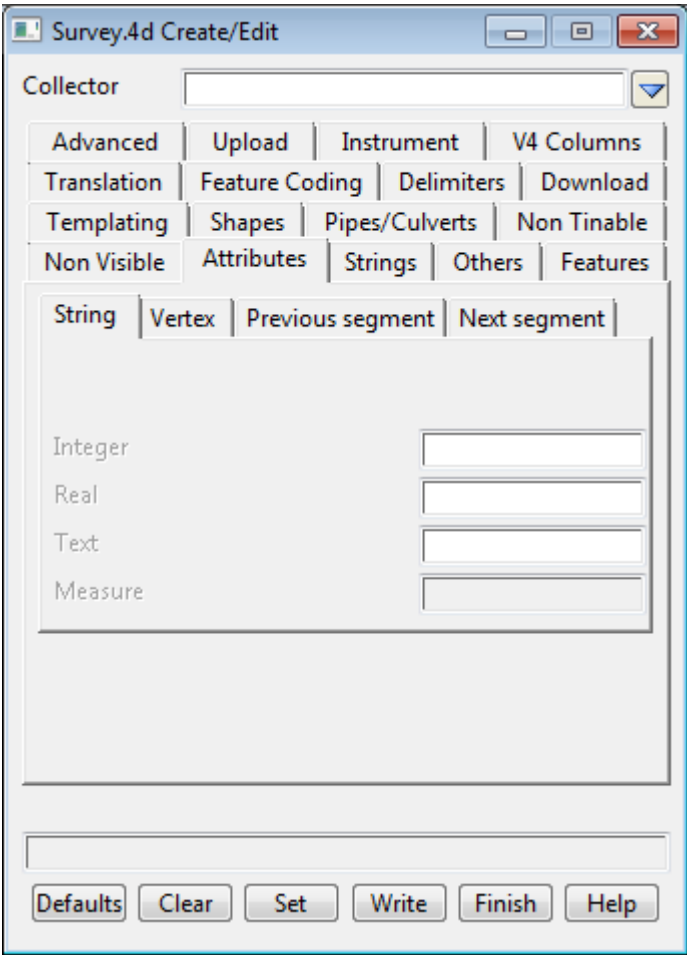 Survey.4d Create/Edit
Collector
Advanced Upload Instrument V4 Columns
Translation Feature Coding Delimiters Download
Templating Shapes Pipes/Culverts Non Tinable
Non Visible Attributes Strings Others Features
String Vertex Previous segment Next segment
Integer
Real
Text
Measure
Defaults Clear Set Write Finish Help